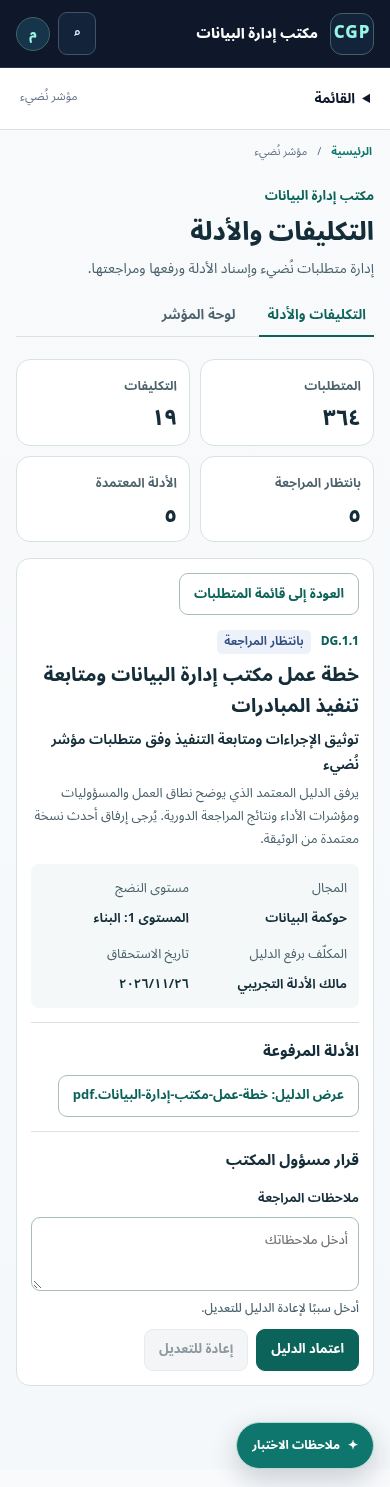 CGP مكتب إدارة البيانات م
القائمة مؤشر نُضيء
الرئيسية / مؤشر نُضيء
مكتب إدارة البيانات
التكليفات والأدلة
إدارة متطلبات نُضيء وإسناد الأدلة ورفعها ومراجعتها.
التكليفات والأدلة لوحة المؤشر
المتطلبات
٣٦٤
التكليفات
١٩
بانتظار المراجعة
٥
الأدلة المعتمدة
٥
العودة إلى قائمة المتطلبات
DG.1.1 بانتظار المراجعة
خطة عمل مكتب إدارة البيانات ومتابعة
تنفيذ المبادرات
توثيق الإجراءات ومتابعة التنفيذ وفق متطلبات مؤشر
نُضيء
يرفق الدليل المعتمد الذي يوضح نطاق العمل والمسؤوليات
ومؤشرات الأداء ونتائج المراجعة الدورية. يُرجى إرفاق أحدث نسخة
معتمدة من الوثيقة.
المجال
حوكمة البيانات
مستوى النضج
المستوى 1: البناء
المكلّف برفع الدليل
مالك الأدلة التجريبي
تاريخ الاستحقاق
٢٠٢٦/١١/٢٦
الأدلة المرفوعة
عرض الدليل: خطة-عمل-مكتب-إدارة-البيانات.pdf
قرار مسؤول المكتب
ملاحظات المراجعة
أدخل ملاحظاتك
أدخل سببًا لإعادة الدليل للتعديل.
اعتماد الدليل إعادة للتعديل
ملاحظات الاختبار